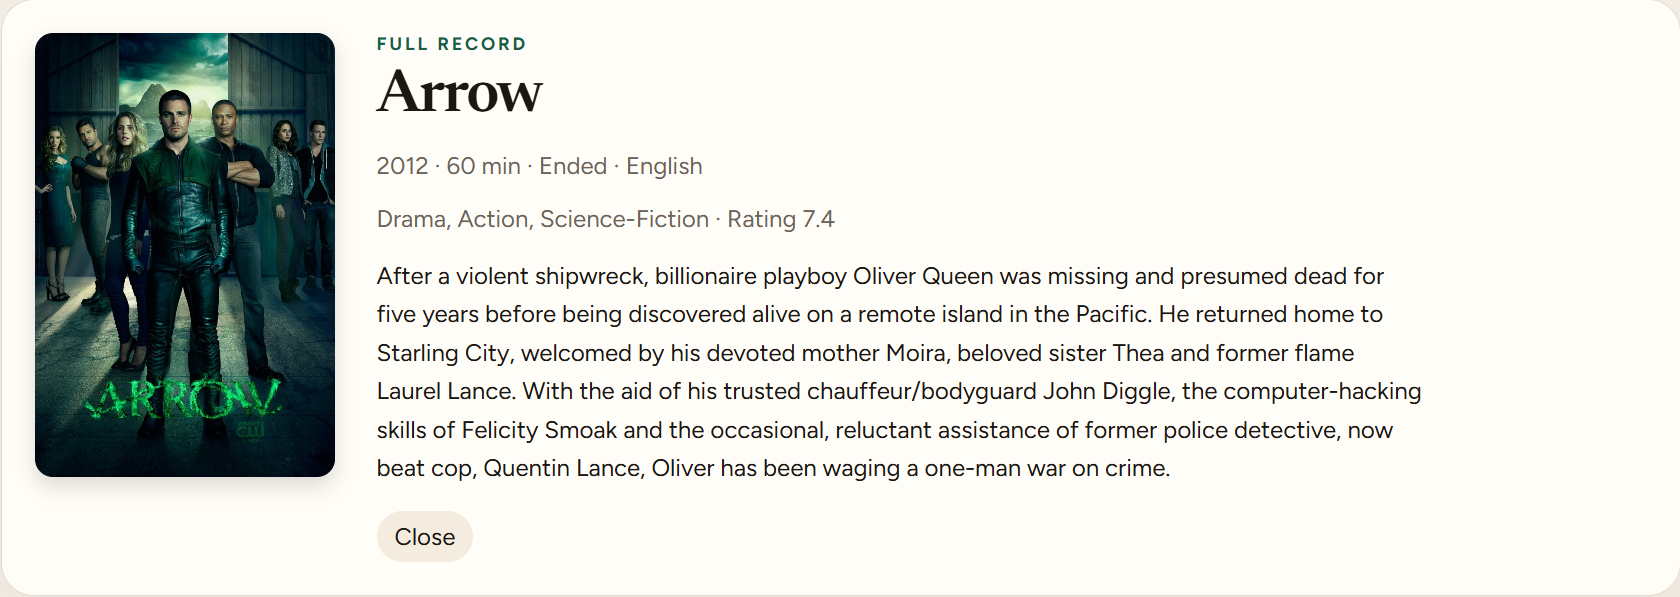 FULL RECORD
Arrow
2012 · 60 min · Ended · English
Drama, Action, Science-Fiction · Rating 7.4
After a violent shipwreck, billionaire playboy Oliver Queen was missing and presumed dead for
five years before being discovered alive on a remote island in the Pacific. He returned home to
Starling City, welcomed by his devoted mother Moira, beloved sister Thea and former flame
Laurel Lance. With the aid of his trusted chauffeur/bodyguard John Diggle, the computer-hacking
skills of Felicity Smoak and the occasional, reluctant assistance of former police detective, now
beat cop, Quentin Lance, Oliver has been waging a one-man war on crime.
Close
ARROW
CW